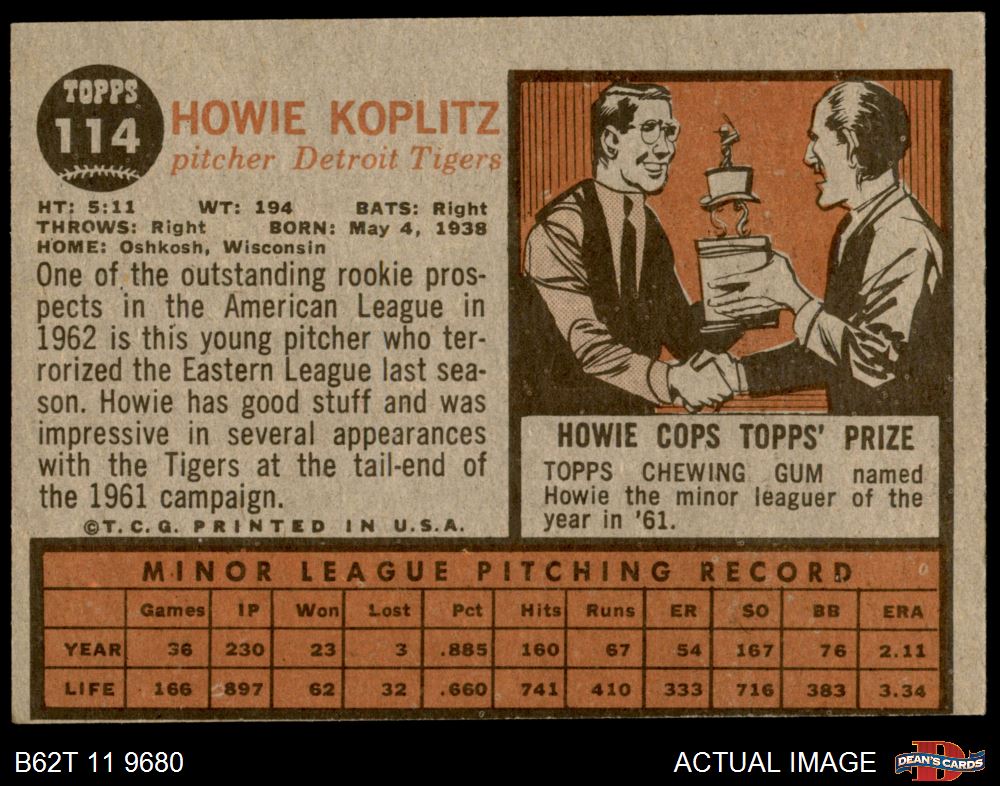 TOPPS
114
HOWIE KOPLITZ
pitcher Detroit Tigers
HT: 5:11 WT: 194 BATS: Right
THROWS: Right BORN: May 4, 1938
HOME: Oshkosh, Wisconsin
One of the outstanding rookie pros-
pects in the American League in
1962 is this young pitcher who ter-
rorized the Eastern League last sea-
son. Howie has good stuff and was
impressive in several appearances
with the Tigers at the tail-end of
the 1961 campaign.
©T.C.G. PRINTED IN U.S.A.
HOWIE COPS TOPPS' PRIZE
TOPPS CHEWING GUM named
Howie the minor leaguer of the
year in '61.
MINOR LEAGUE PITCHING RECORD
Games IP Won Lost Pct Hits Runs ER SO BB ERA
YEAR 36 230 23 3 .885 160 67 54 167 76 2.11
LIFE 166 897 62 32 .660 741 410 333 716 383 3.34
B62T 11 9680
ACTUAL IMAGE
D
DEAN'S CARDS